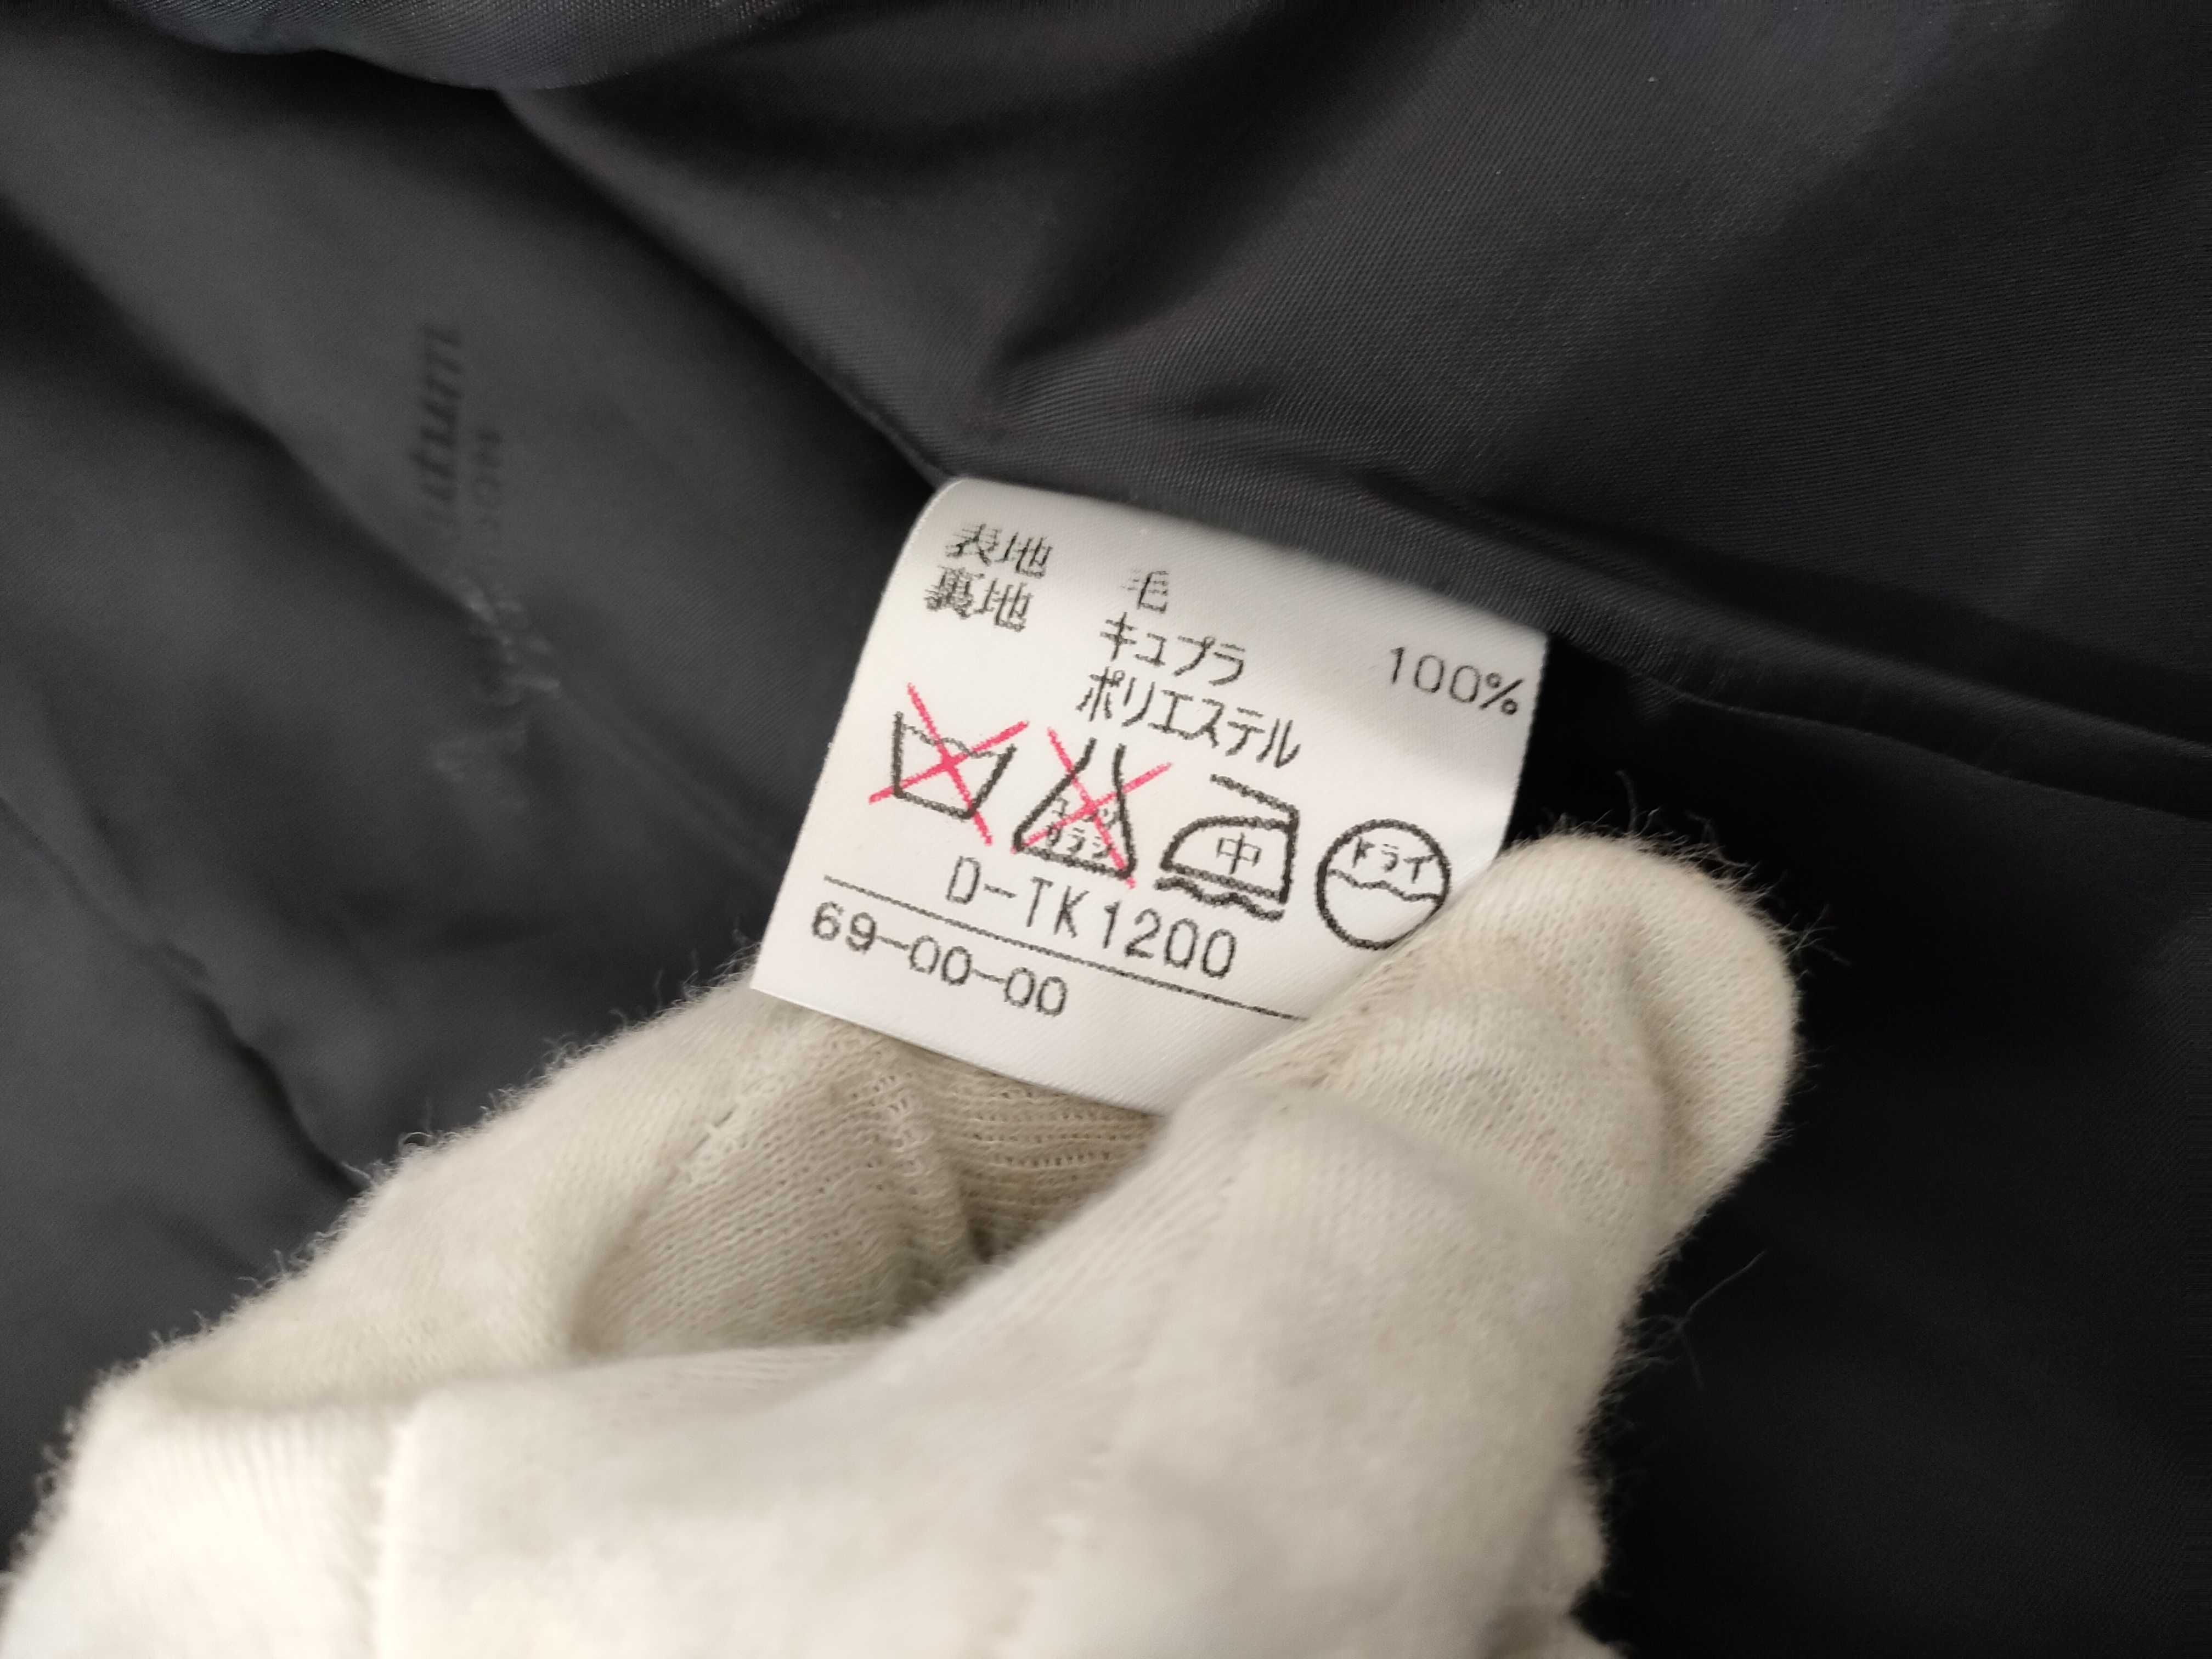 表地 毛 100%
裏地 キュプラ
ポリエステル
エンソ
サラシ
中
ドライ
D-TK1200
69-00-00